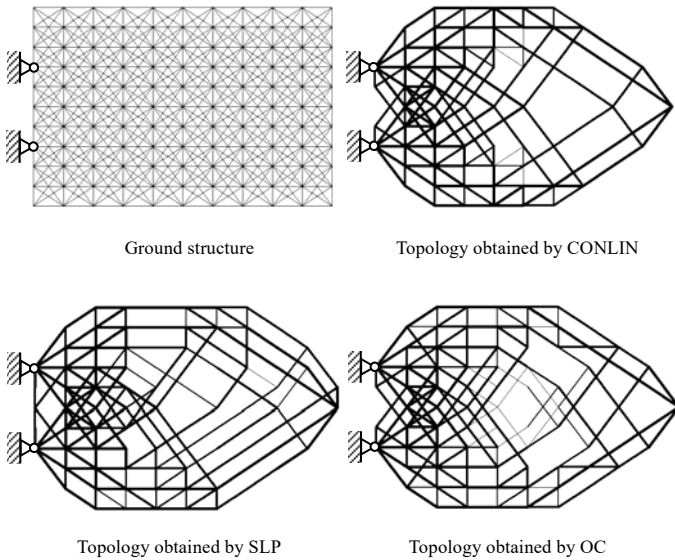 Ground structure
Topology obtained by CONLIN
Topology obtained by SLP
Topology obtained by OC